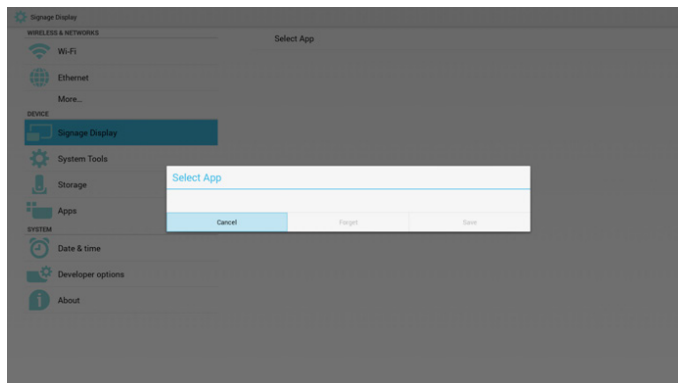 Signage Display
WIRELESS & NETWORKS
Select App
Wi-Fi
Ethernet
More...
DEVICE
Signage Display
System Tools
Storage
Apps
SYSTEM
Date & time
Developer options
About
Select App
Cancel
Forget
Save